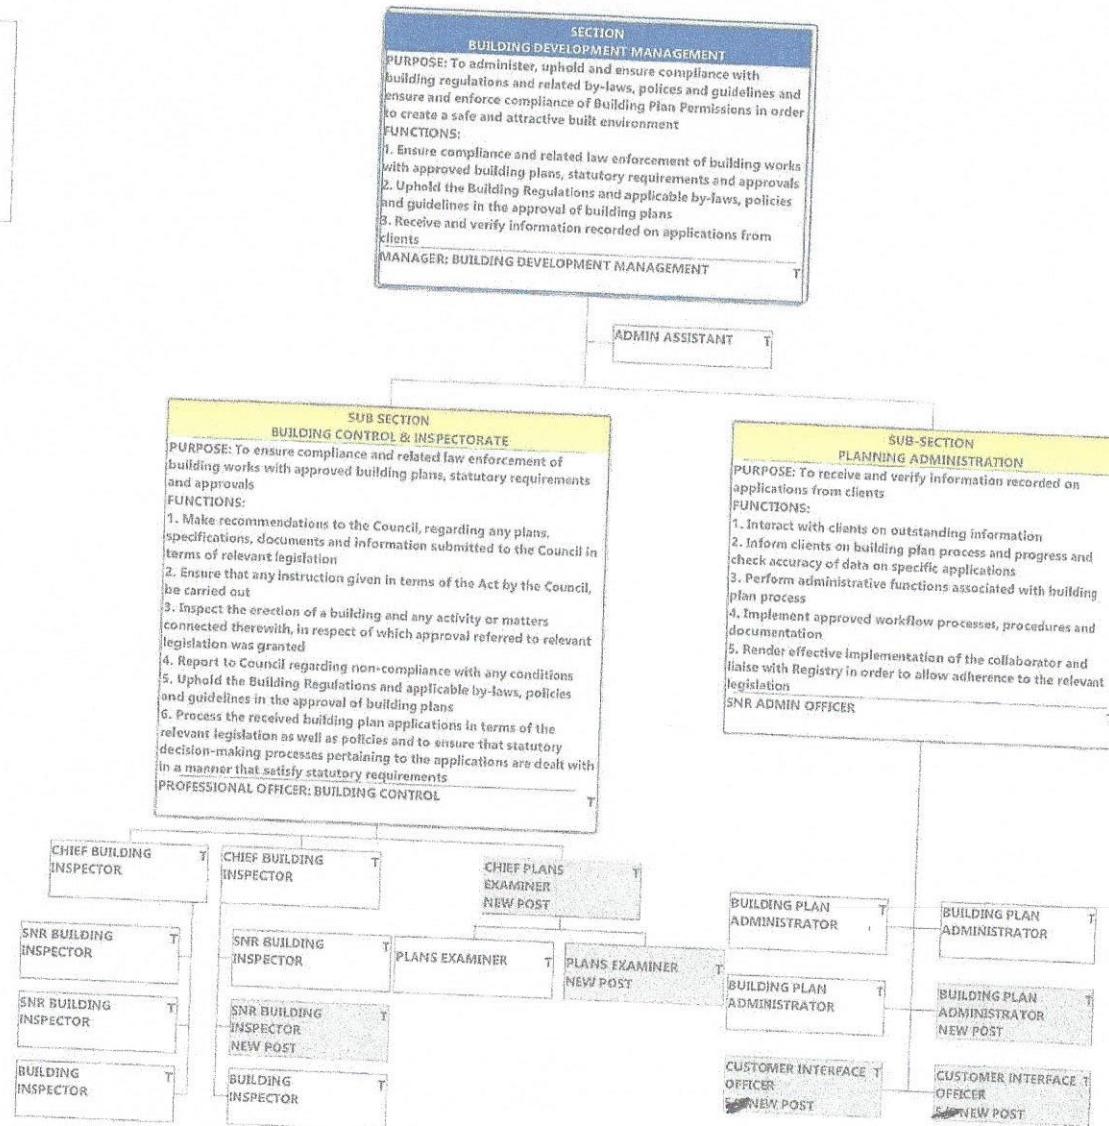 SECTION
BUILDING DEVELOPMENT MANAGEMENT
PURPOSE: To administer, uphold and ensure compliance with
building regulations and related by-laws, polices and guidelines and
ensure and enforce compliance of Building Plan Permissions in order
to create a safe and attractive built environment
FUNCTIONS:
1. Ensure compliance and related law enforcement of building works
with approved building plans, statutory requirements and approvals
2. Uphold the Building Regulations and applicable by-laws, policies
and guidelines in the approval of building plans
3. Receive and verify information recorded on applications from
clients
MANAGER: BUILDING DEVELOPMENT MANAGEMENT T
ADMIN ASSISTANT T
SUB SECTION
BUILDING CONTROL & INSPECTORATE
PURPOSE: To ensure compliance and related law enforcement of
building works with approved building plans, statutory requirements
and approvals
FUNCTIONS:
1. Make recommendations to the Council, regarding any plans,
specifications, documents and information submitted to the Council in
terms of relevant legislation
2. Ensure that any instruction given in terms of the Act by the Council,
be carried out
3. Inspect the erection of a building and any activity or matters
connected therewith, in respect of which approval referred to relevant
legislation was granted
4. Report to Council regarding non-compliance with any conditions
5. Uphold the Building Regulations and applicable by-laws, policies
and guidelines in the approval of building plans
6. Process the received building plan applications in terms of the
relevant legislation as well as policies and to ensure that statutory
decision-making processes pertaining to the applications are dealt with
in a manner that satisfy statutory requirements
PROFESSIONAL OFFICER: BUILDING CONTROL T
SUB-SECTION
PLANNING ADMINISTRATION
PURPOSE: To receive and verify information recorded on
applications from clients
FUNCTIONS:
1. Interact with clients on outstanding information
2. Inform clients on building plan process and progress and
check accuracy of data on specific applications
3. Perform administrative functions associated with building
plan process
4. Implement approved workflow processes, procedures and
documentation
5. Render effective implementation of the collaborator and
liaise with Registry in order to allow adherence to the relevant
legislation
SNR ADMIN OFFICER T
CHIEF BUILDING T
INSPECTOR
SNR BUILDING T
INSPECTOR
SNR BUILDING T
INSPECTOR
BUILDING T
INSPECTOR
CHIEF BUILDING T
INSPECTOR
SNR BUILDING T
INSPECTOR
SNR BUILDING T
INSPECTOR
NEW POST
BUILDING T
INSPECTOR
CHIEF PLANS T
EXAMINER
NEW POST
PLANS EXAMINER T
PLANS EXAMINER T
NEW POST
BUILDING PLAN T
ADMINISTRATOR
BUILDING PLAN T
ADMINISTRATOR
BUILDING PLAN T
ADMINISTRATOR
BUILDING PLAN T
ADMINISTRATOR
NEW POST
CUSTOMER INTERFACE T
OFFICER
NEW POST
CUSTOMER INTERFACE T
OFFICER
NEW POST